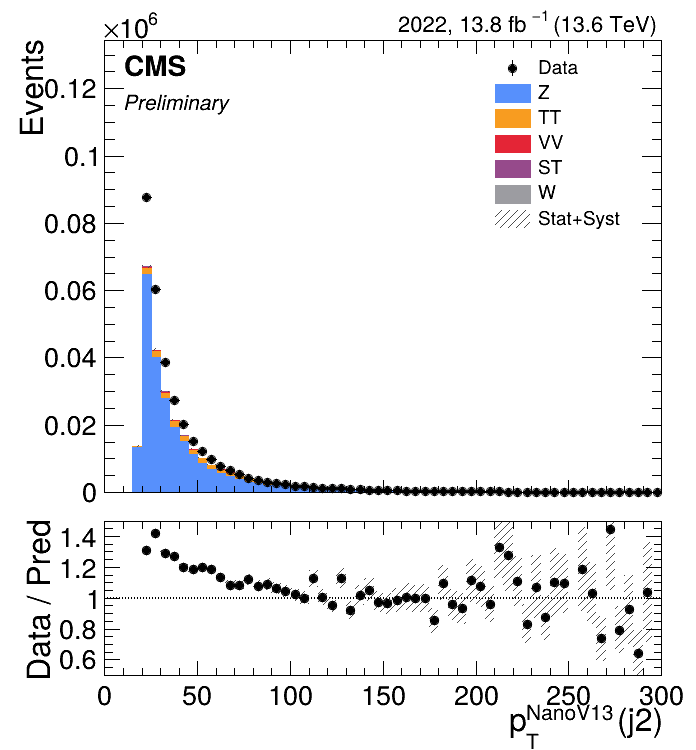 ×10⁶
2022, 13.8 fb⁻¹ (13.6 TeV)
CMS
Preliminary
Events
0.12
0.1
0.08
0.06
0.04
0.02
0
Data
Z
TT
VV
ST
W
Stat+Syst
Data / Pred
1.4
1.2
1
0.8
0.6
0 50 100 150 200 250 300
p_T^NanoV13 (j2)